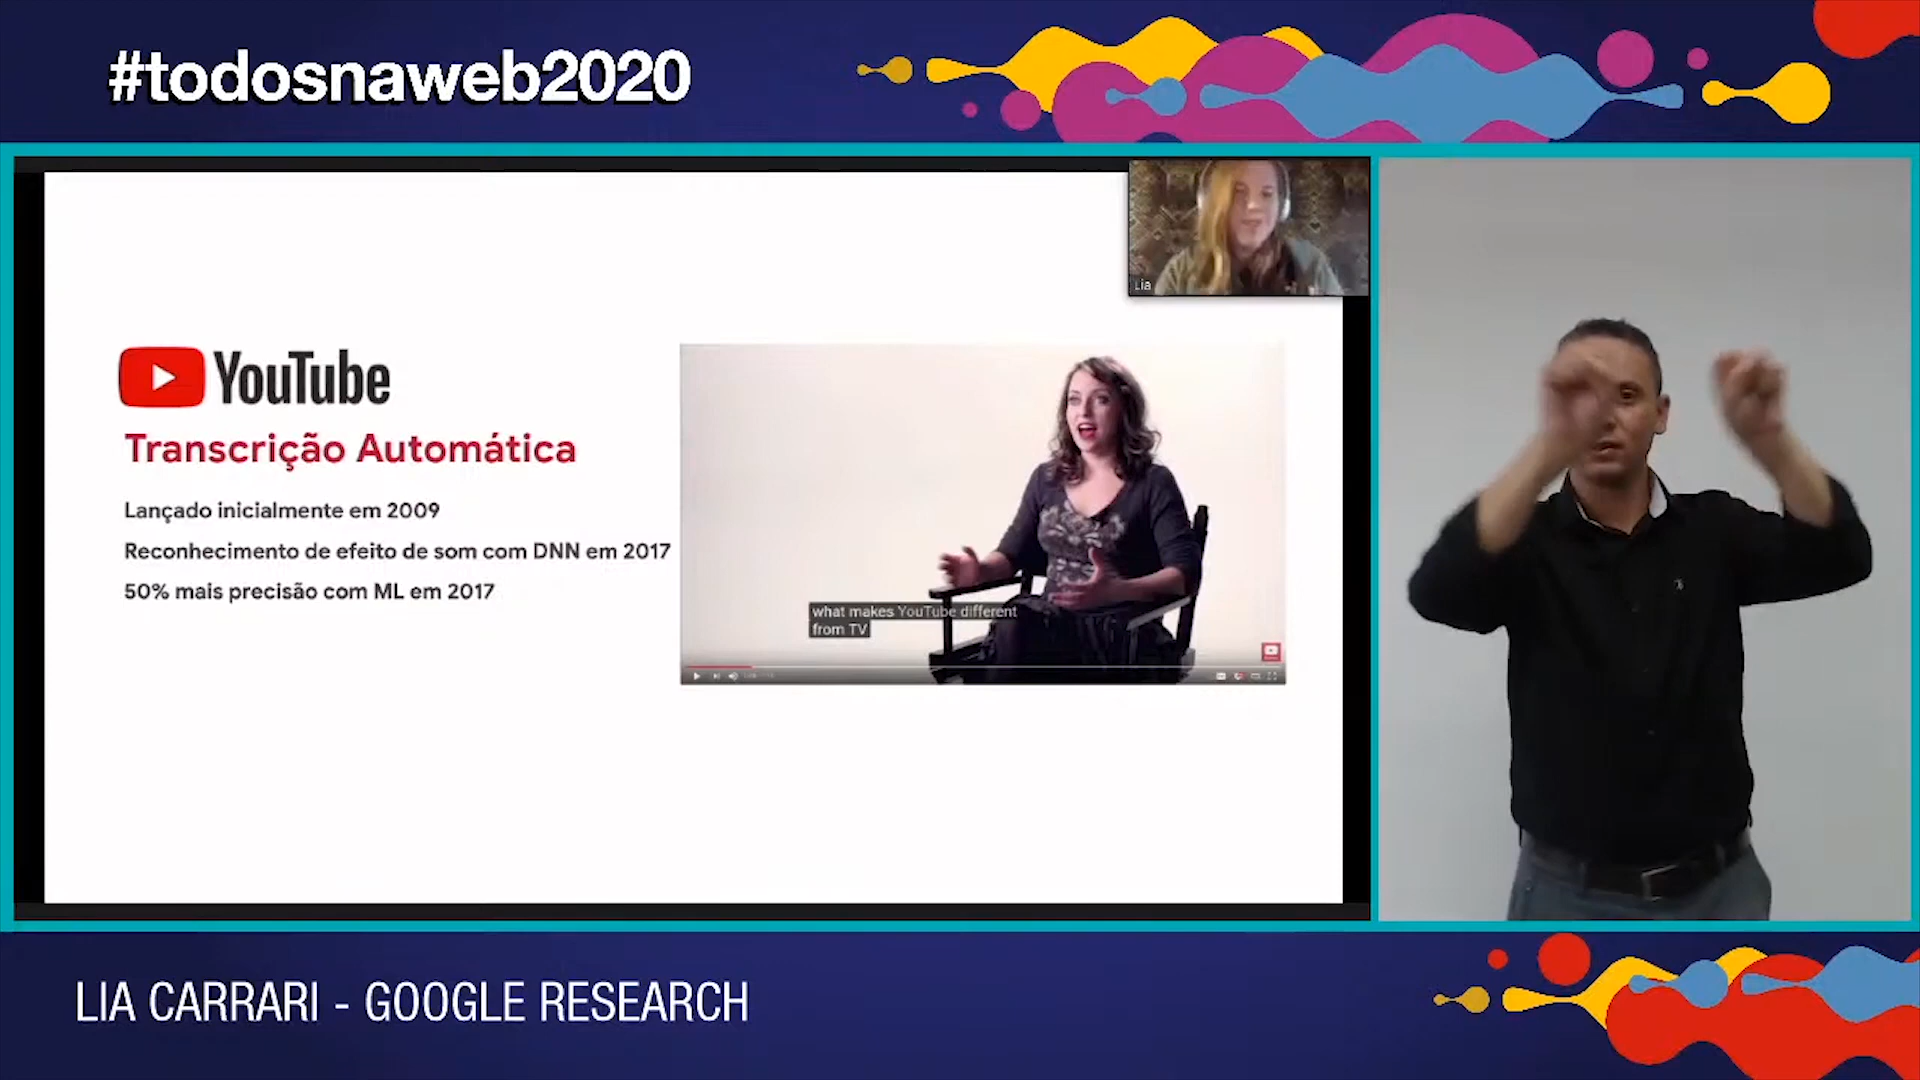 #todosnaweb2020
Lia
YouTube
Transcrição Automática
Lançado inicialmente em 2009
Reconhecimento de efeito de som com DNN em 2017
50% mais precisão com ML em 2017
what makes YouTube different
from TV
LIA CARRARI - GOOGLE RESEARCH